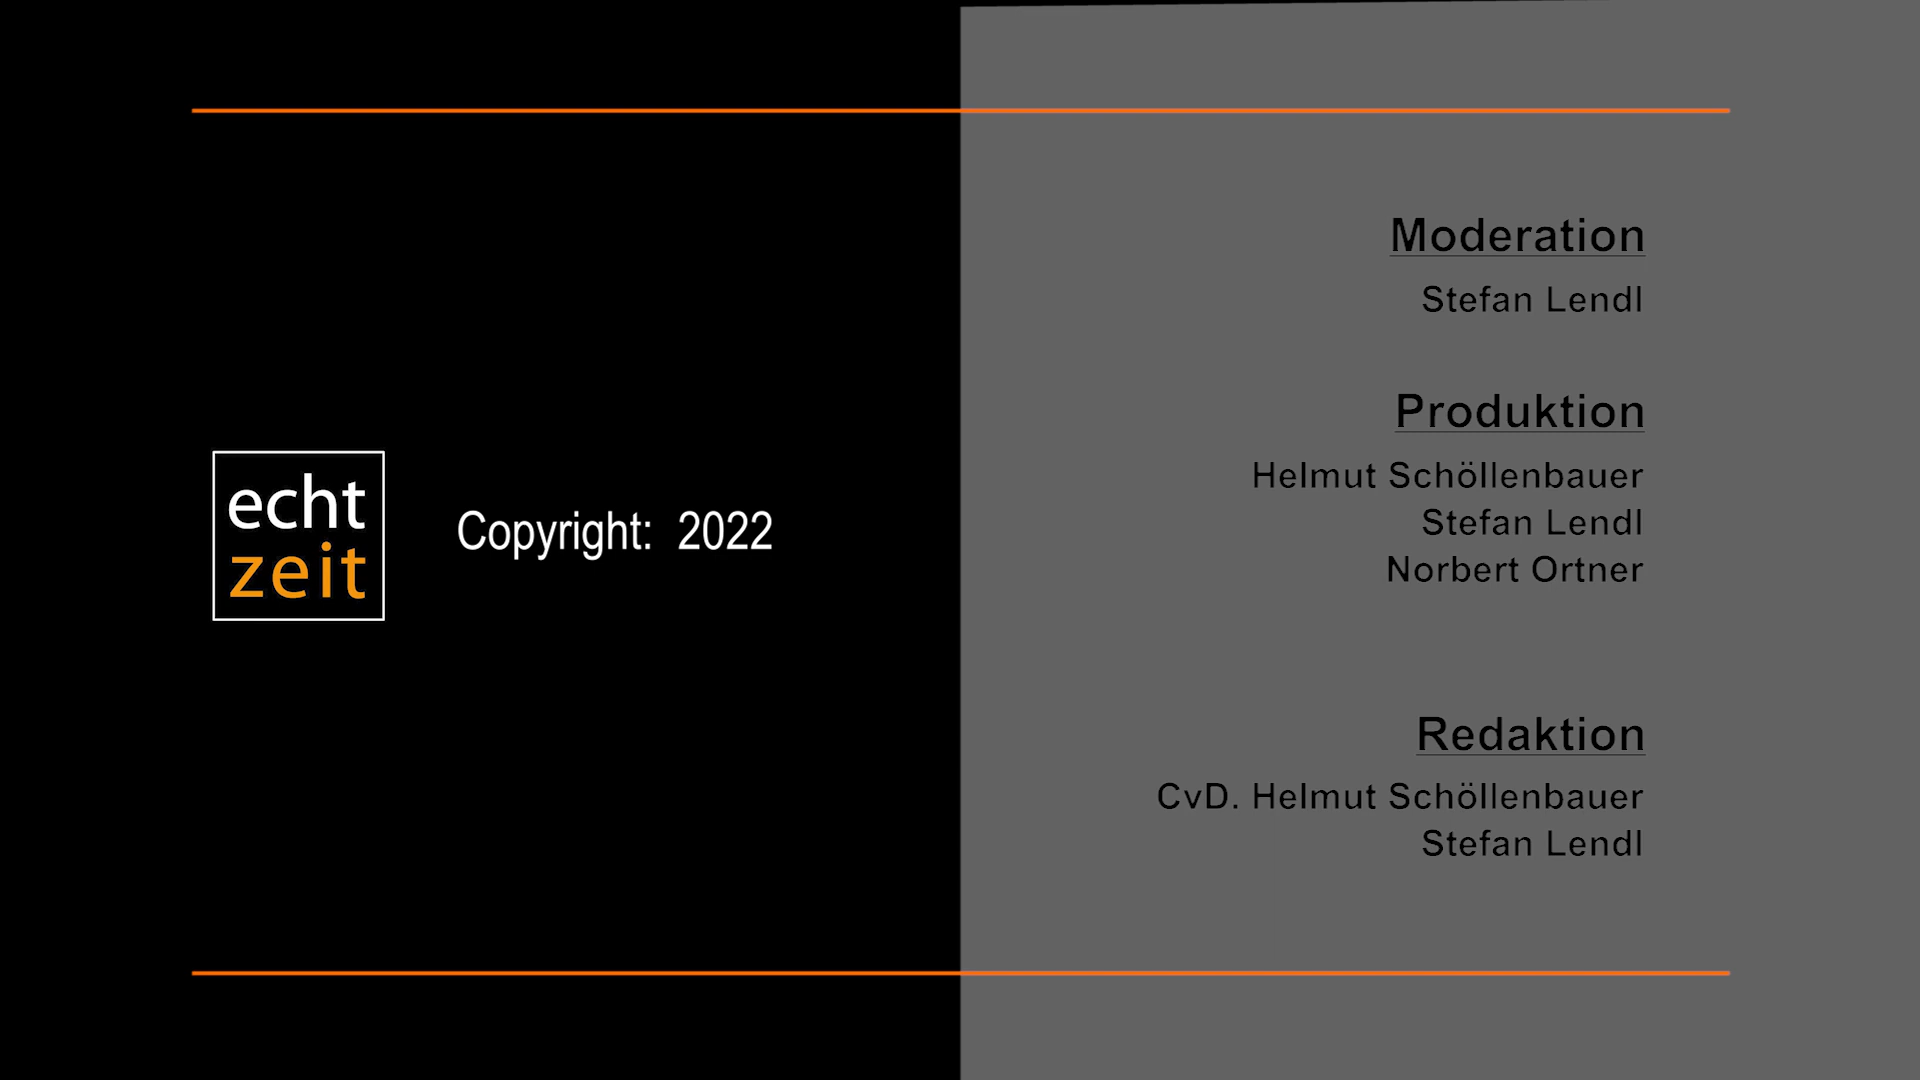 echt
zeit
Copyright: 2022
Moderation
Stefan Lendl
Produktion
Helmut Schöllenbauer
Stefan Lendl
Norbert Ortner
Redaktion
CvD. Helmut Schöllenbauer
Stefan Lendl